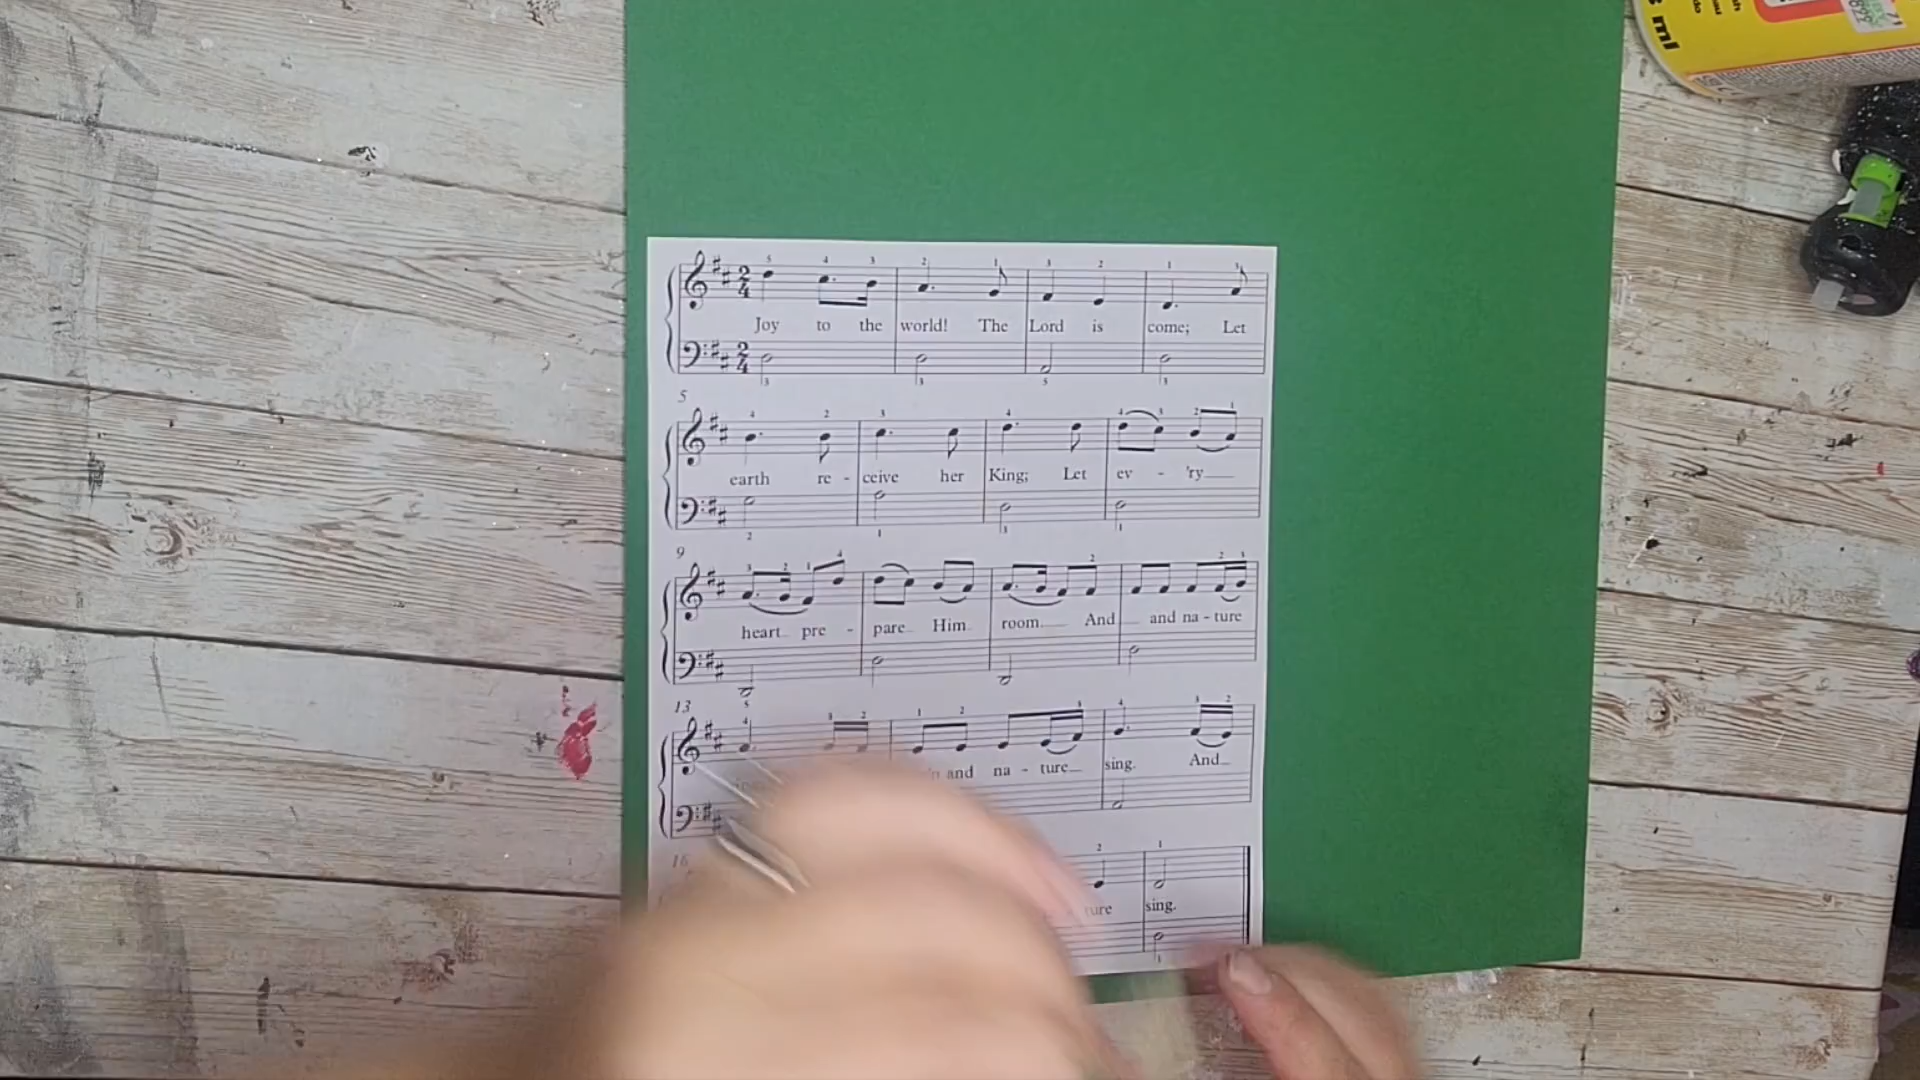 Joy to the world! The Lord is come; Let
5
earth re - ceive her King; Let ev - 'ry
9
heart pre - pare Him room. And and na - ture
13
and na - ture sing. And
16
ture sing.
ml